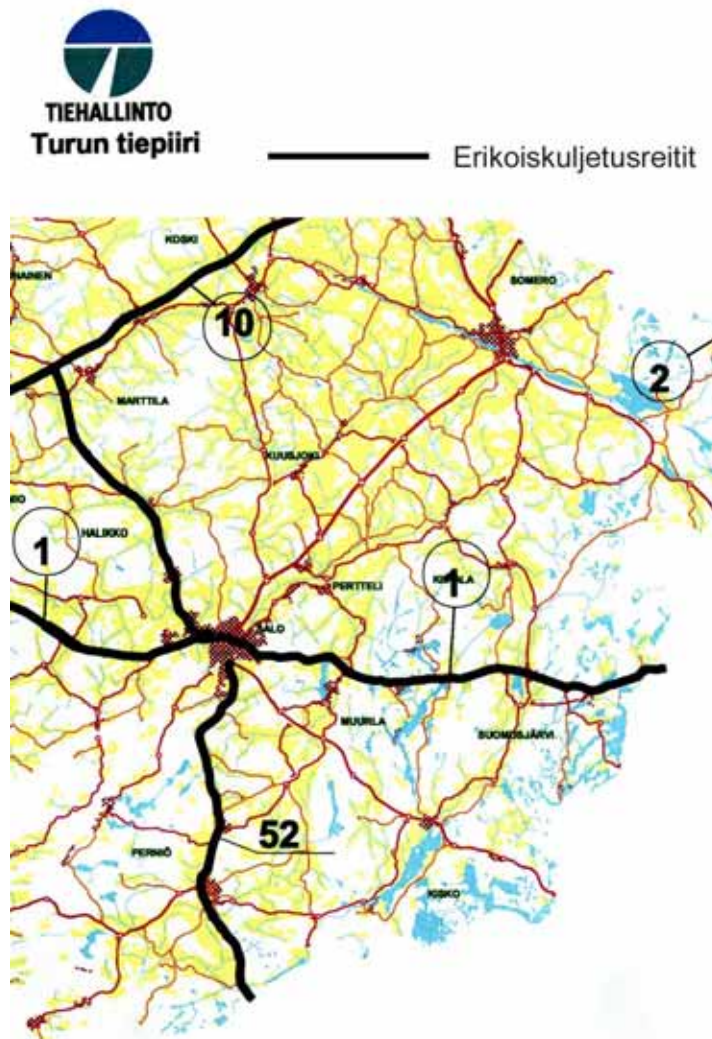 TIEHALLINTO
Turun tiepiiri
Erikoiskuljetusreitit
KOSKI
SOMERO
10
2
MARTTILA
KUUSJOKI
HALIKKO
1
PERTTELI
1
SALO
MUURLA
SUOMUSJÄRVI
52
PERNIÖ
KISKO